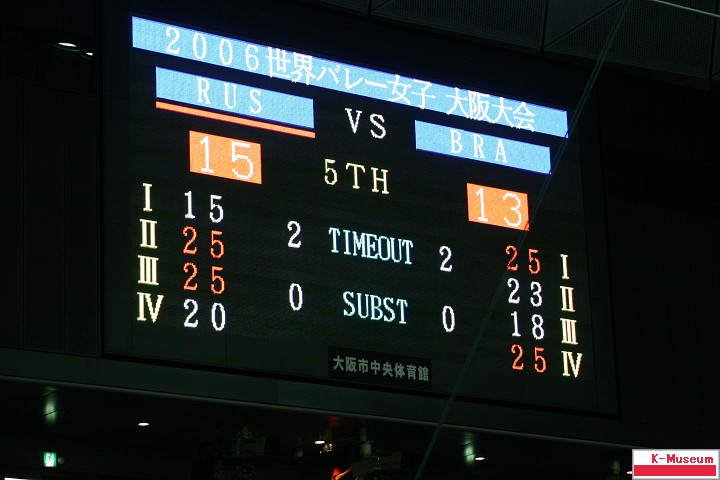 2006世界バレー女子 大阪大会
RUS VS BRA
15 5TH 13
I 15 25 I
II 25 2 TIMEOUT 2 23 II
III 25 18 III
IV 20 0 SUBST 0 25 IV
大阪市中央体育館
K-Museum